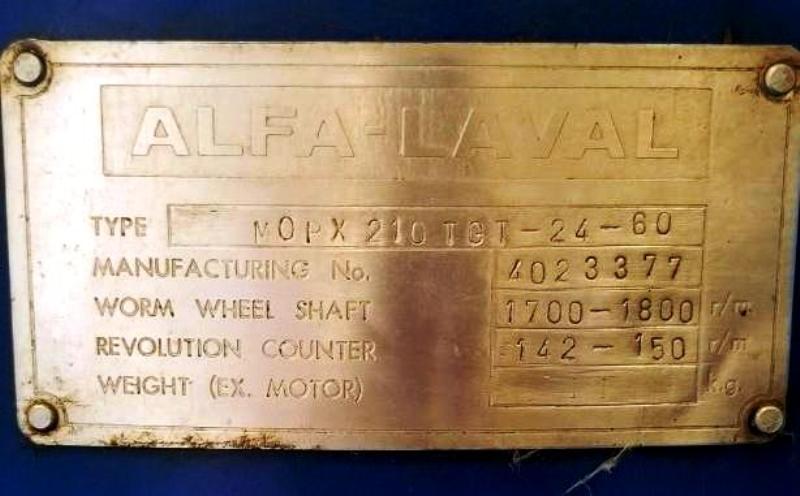 ALFA-LAVAL
TYPE MOPX 210 TGT-24-60
MANUFACTURING No. 4023377
WORM WHEEL SHAFT 1700-1800 r/m
REVOLUTION COUNTER 142-150 r/m
WEIGHT (EX. MOTOR) kg.